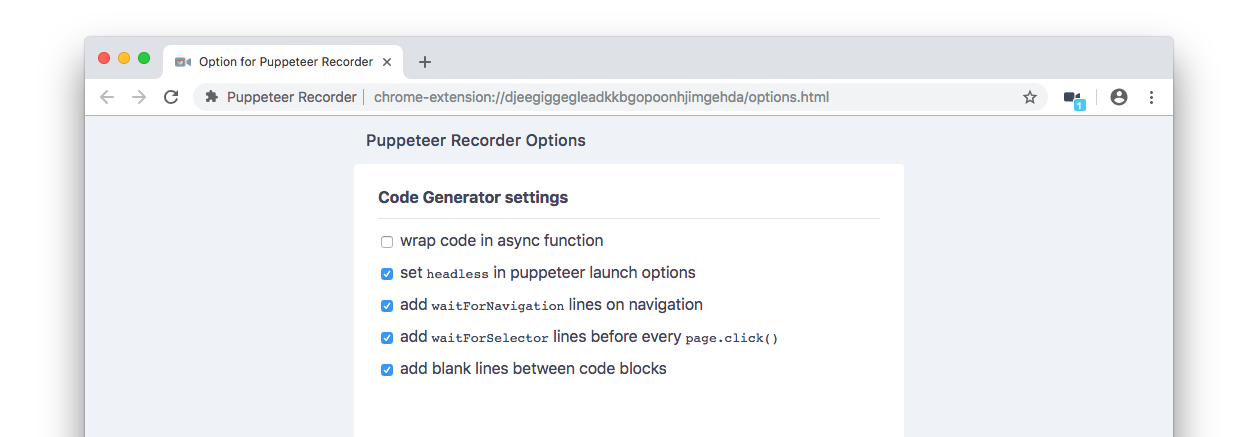 Option for Puppeteer Recorder
Puppeteer Recorder chrome-extension://djeegiggegleadkkbgopoonhjimgehda/options.html
1
Puppeteer Recorder Options
Code Generator settings
wrap code in async function
set headless in puppeteer launch options
add waitForNavigation lines on navigation
add waitForSelector lines before every page.click()
add blank lines between code blocks